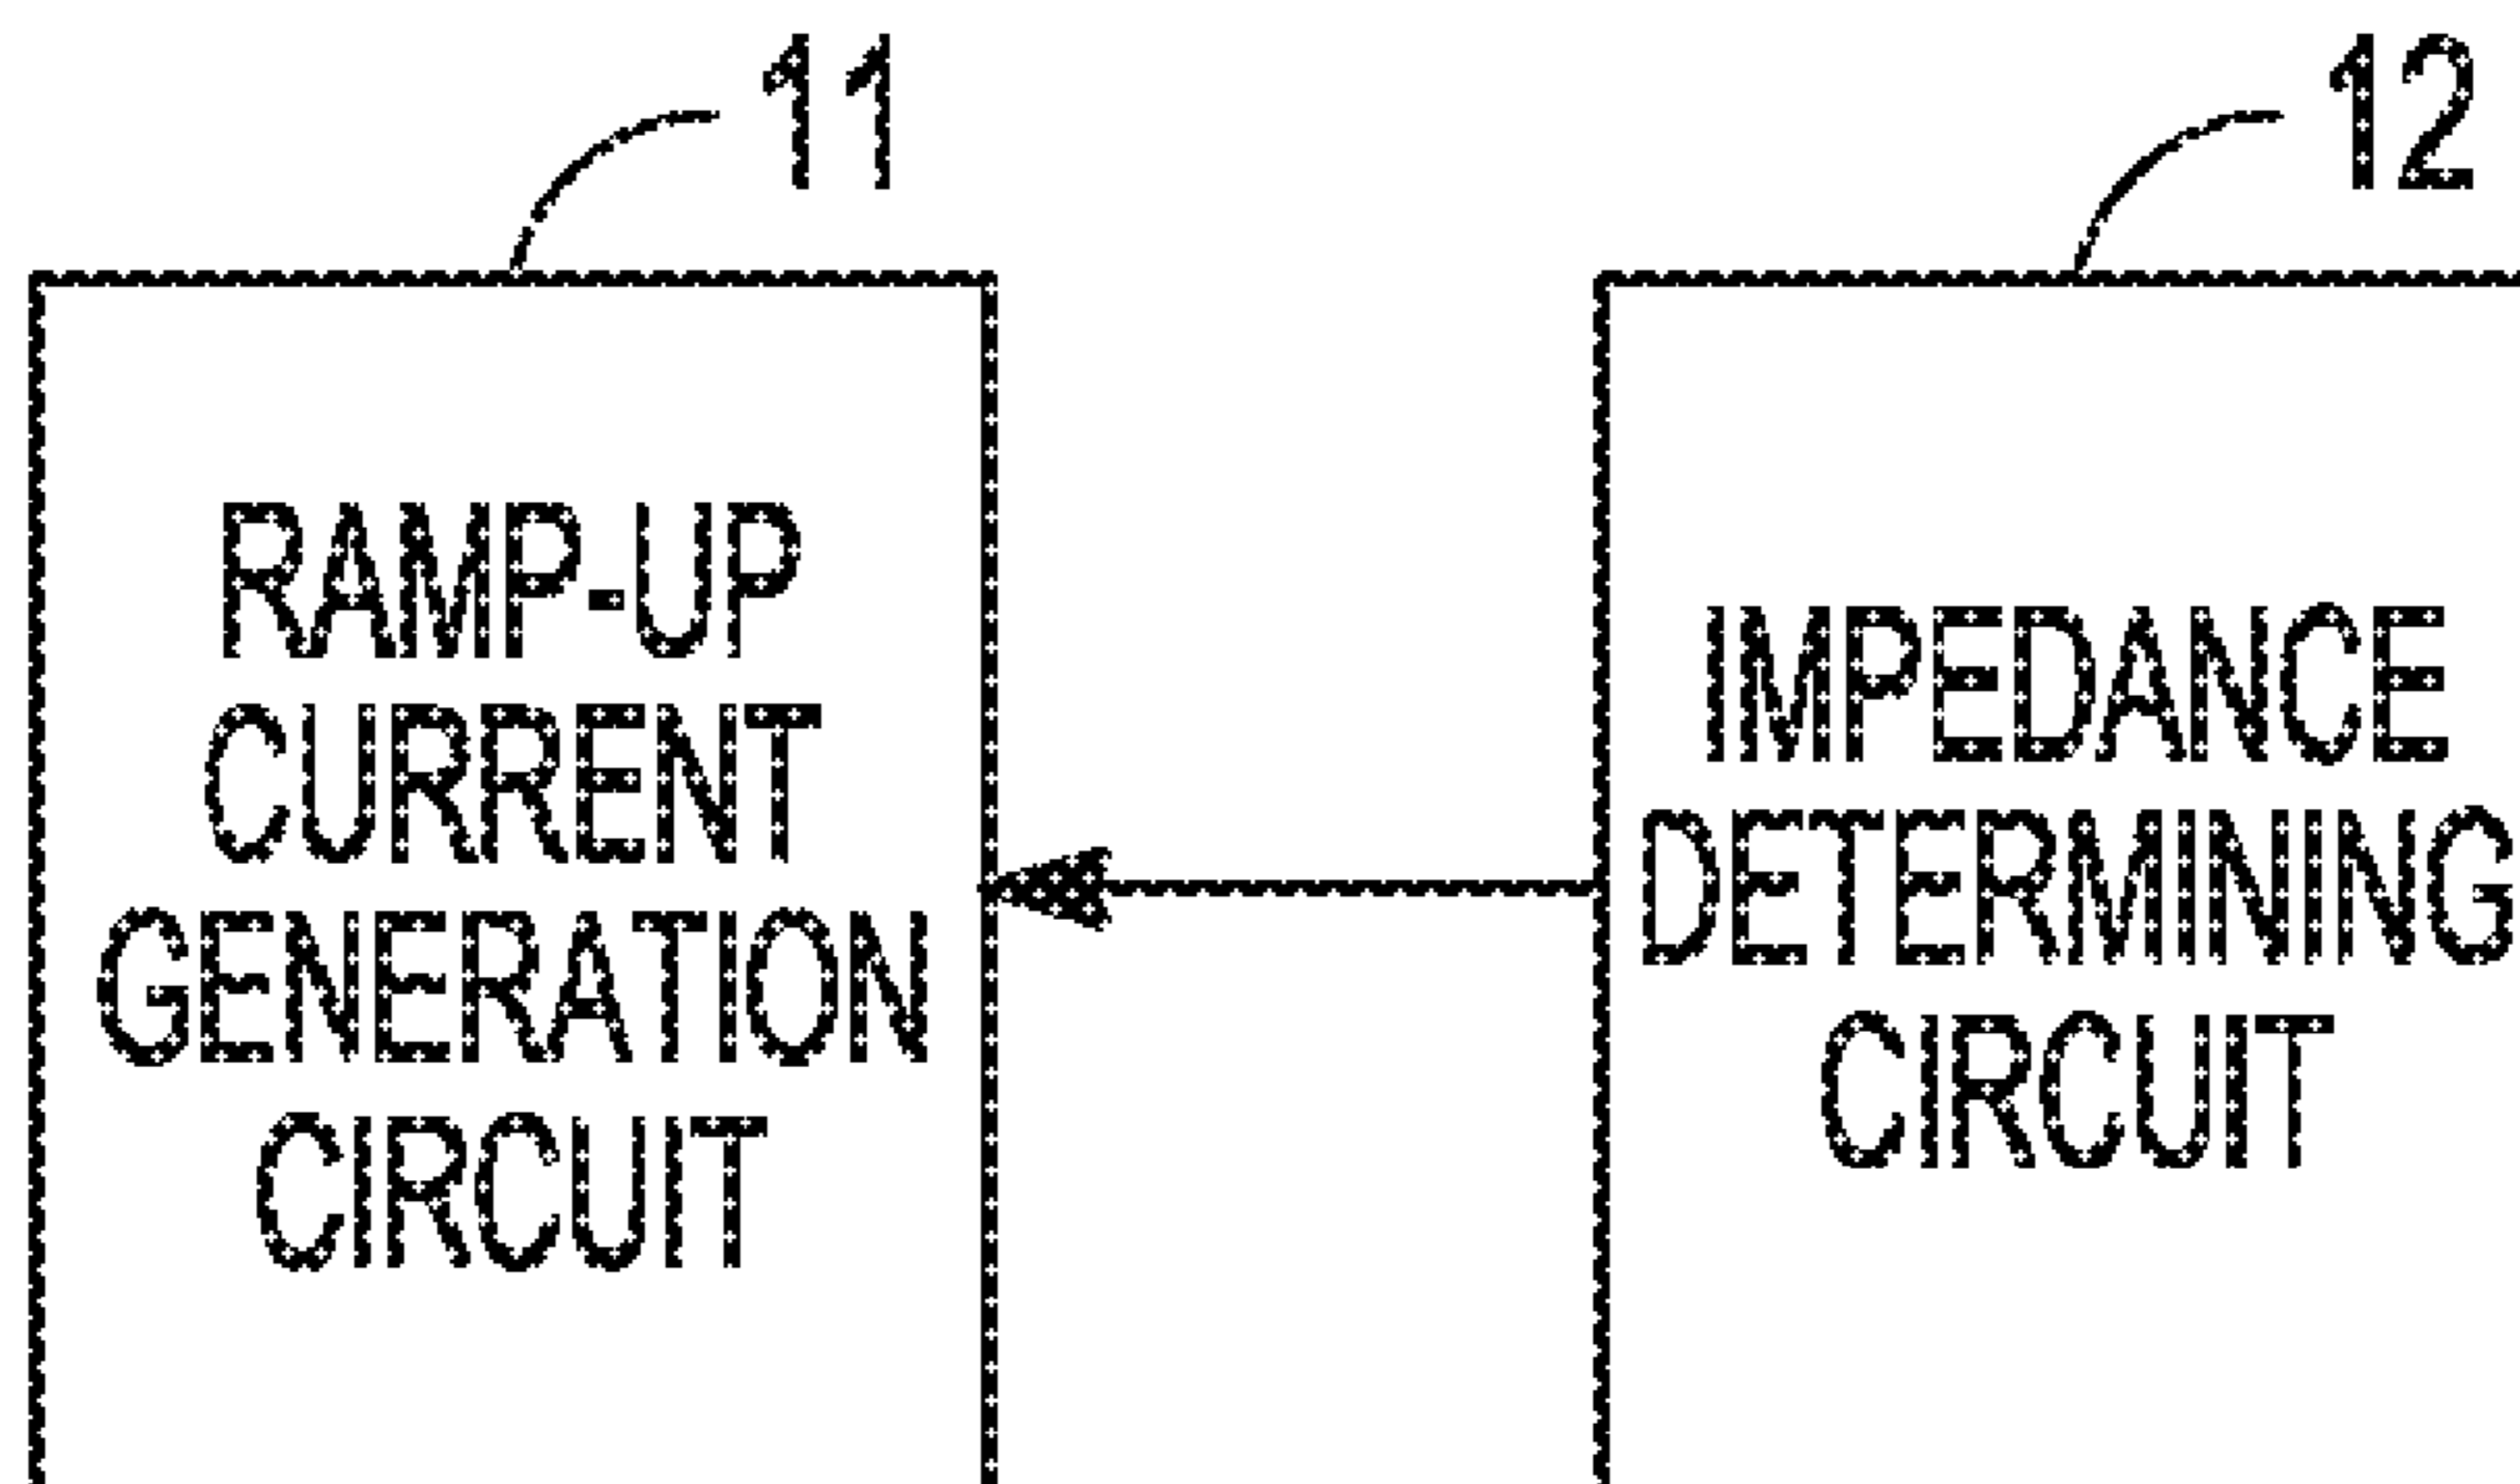 11
RAMP-UP
CURRENT
GENERATION
CIRCUIT
12
IMPEDANCE
DETERMINING
CIRCUIT